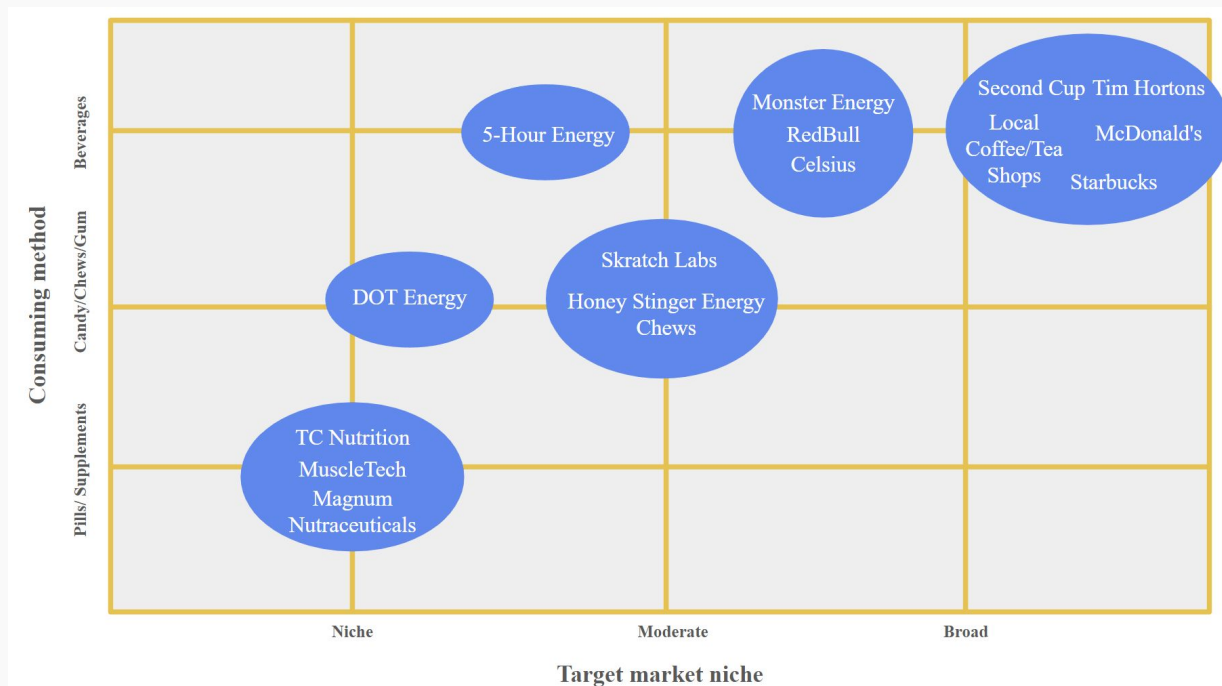 Consuming method
Beverages
Candy/Chews/Gum
Pills/ Supplements
5-Hour Energy
Monster Energy
RedBull
Celsius
Second Cup
Tim Hortons
Local
Coffee/Tea
Shops
McDonald's
Starbucks
DOT Energy
Skratch Labs
Honey Stinger Energy
Chews
TC Nutrition
MuscleTech
Magnum
Nutraceuticals
Niche
Moderate
Broad
Target market niche